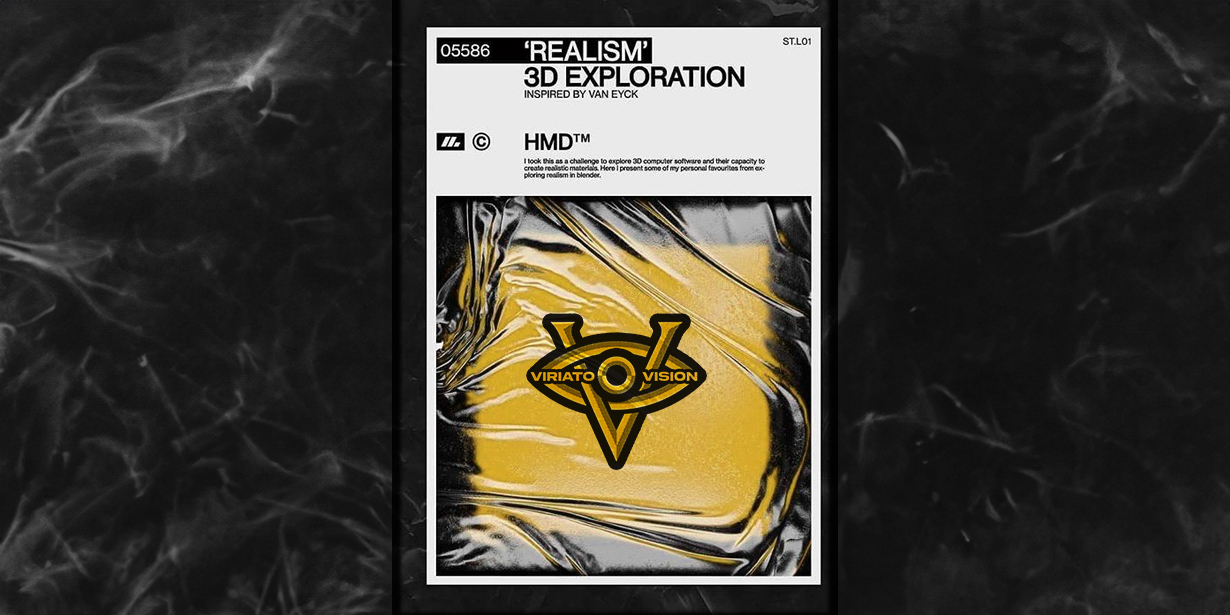 05586 'REALISM' ST.L01
3D EXPLORATION
INSPIRED BY VAN EYCK
© HMD™
I took this as a challenge to explore 3D computer software and their capacity to
create realistic materials. Here i present some of my personal favourites from ex-
ploring realism in blender.
VIRIATO VISION